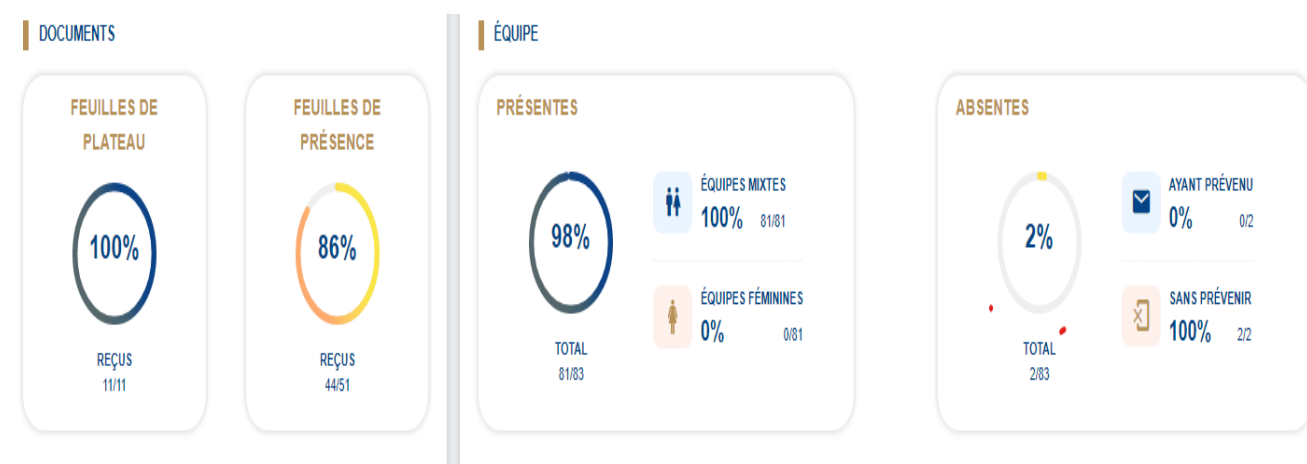 DOCUMENTS
FEUILLES DE
PLATEAU
100%
REÇUS
11/11
FEUILLES DE
PRÉSENCE
86%
REÇUS
44/51
ÉQUIPE
PRÉSENTES
98%
TOTAL
81/83
ÉQUIPES MIXTES
100% 81/81
ÉQUIPES FÉMININES
0% 0/81
ABSENTES
2%
TOTAL
2/83
AYANT PRÉVENU
0% 0/2
SANS PRÉVENIR
100% 2/2